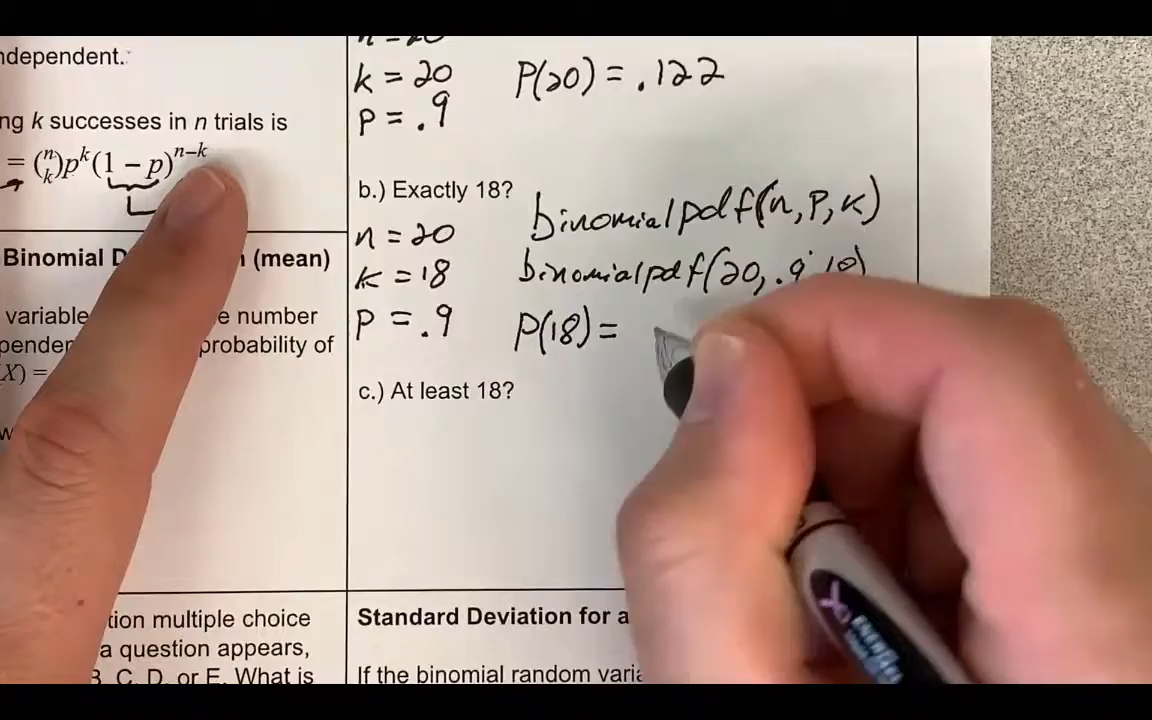 ndependent.
ng k successes in n trials is
= (n k)p^k(1 − p)^n−k
Binomial D (mean)
variable e number
pender probability of
X) =
tion multiple choice
a question appears,
B, C, D, or E. What is
n = 20
k = 20 P(20) = .122
p = .9
b.) Exactly 18? binomialpdf(n, p, k)
n = 20 binomialpdf(20, .9, 18)
k = 18
p = .9 P(18) =
c.) At least 18?
Standard Deviation for a
If the binomial random varia